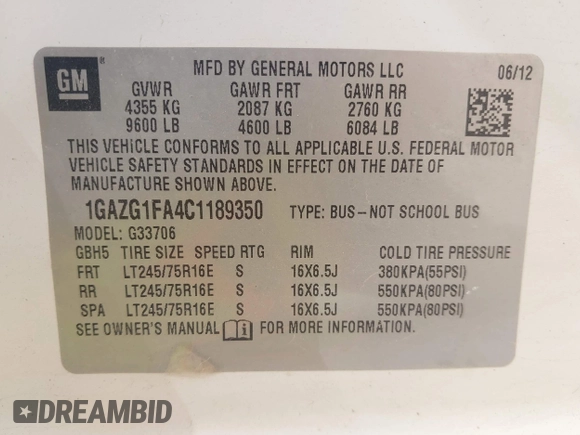 GM
®
MFD BY GENERAL MOTORS LLC
06/12
GVWR GAWR FRT GAWR RR
4355 KG 2087 KG 2760 KG
9600 LB 4600 LB 6084 LB
THIS VEHICLE CONFORMS TO ALL APPLICABLE U.S. FEDERAL MOTOR
VEHICLE SAFETY STANDARDS IN EFFECT ON THE DATE OF
MANUFACTURE SHOWN ABOVE.
1GAZG1FA4C1189350 TYPE: BUS–NOT SCHOOL BUS
MODEL: G33706
GBH5 TIRE SIZE SPEED RTG RIM COLD TIRE PRESSURE
FRT LT245/75R16E S 16X6.5J 380KPA(55PSI)
RR LT245/75R16E S 16X6.5J 550KPA(80PSI)
SPA LT245/75R16E S 16X6.5J 550KPA(80PSI)
SEE OWNER'S MANUAL FOR MORE INFORMATION.
DREAMBID